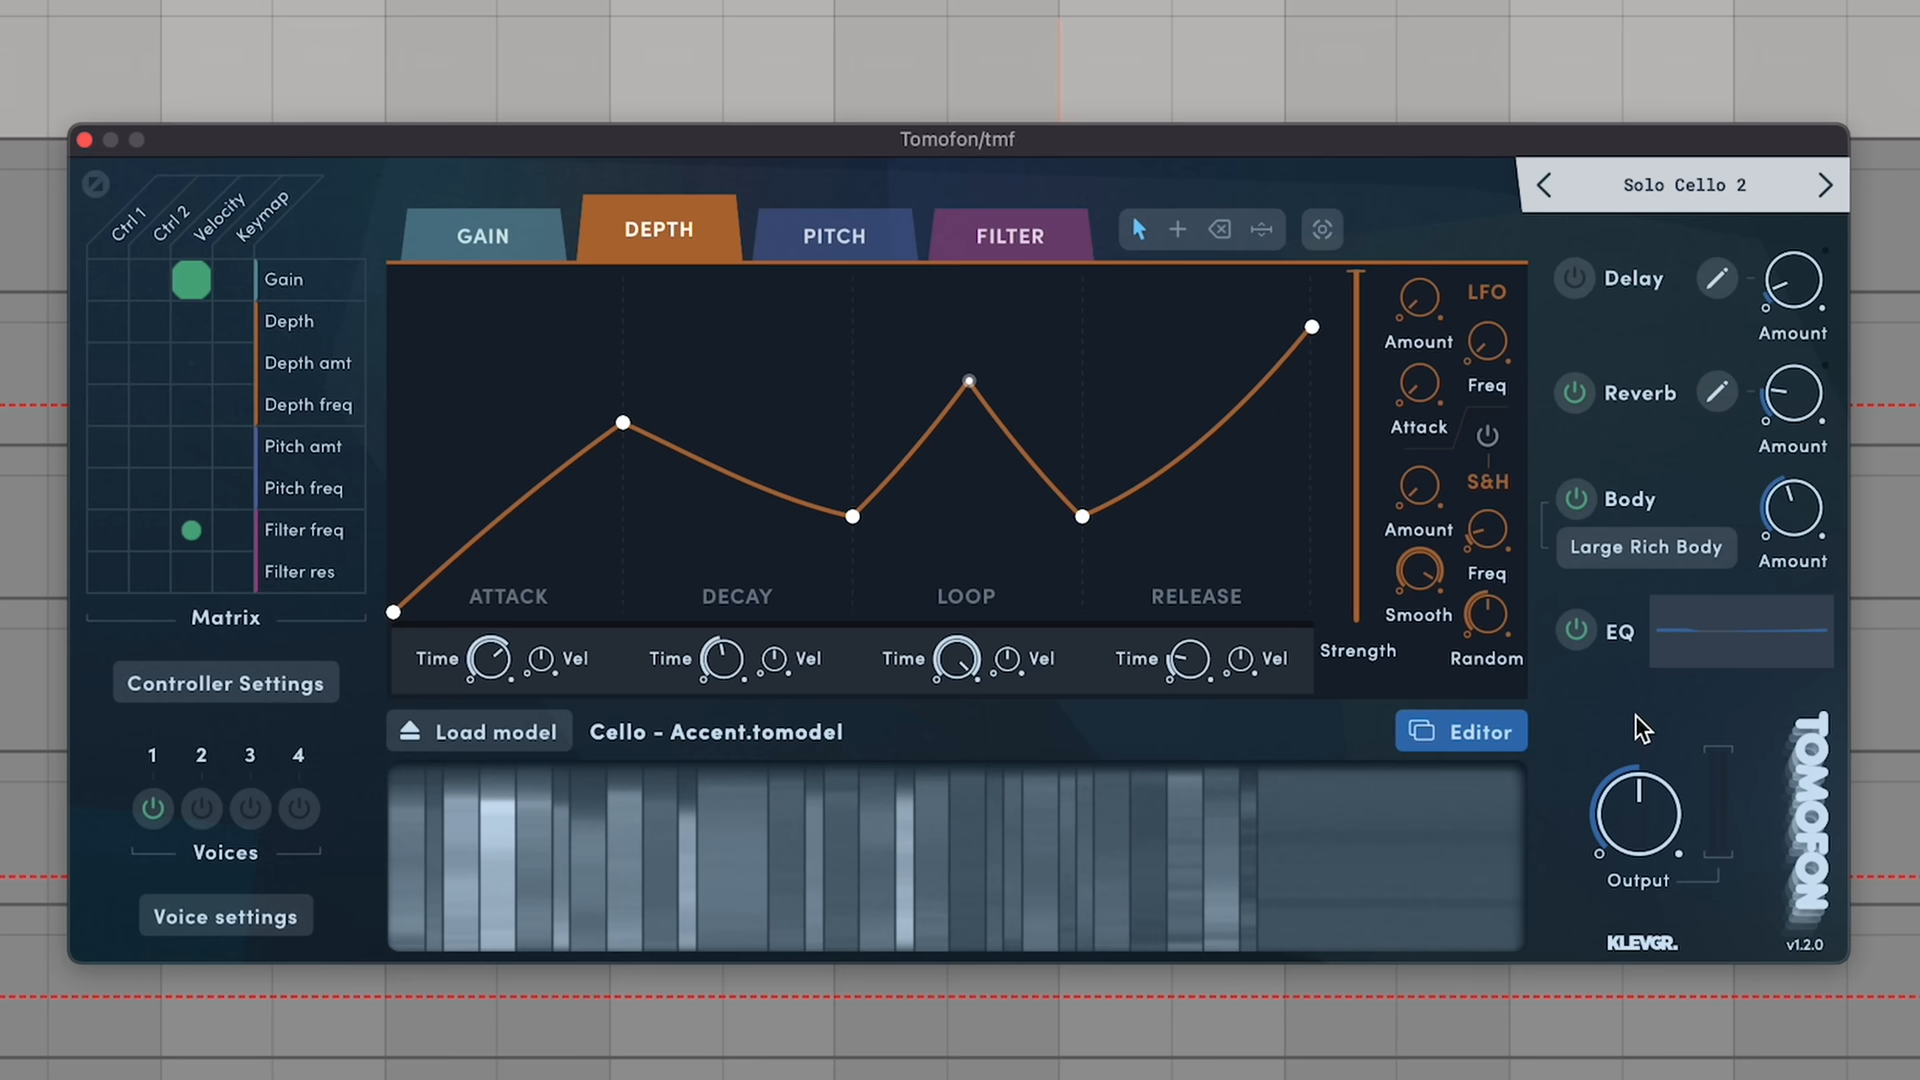 Tomofon/tmf
Solo Cello 2
Ctrl 1
Ctrl 2
Velocity
Keymap
Gain
Depth
Depth amt
Depth freq
Pitch amt
Pitch freq
Filter freq
Filter res
Matrix
Controller Settings
1 2 3 4
Voices
Voice settings
GAIN
DEPTH
PITCH
FILTER
ATTACK
DECAY
LOOP
RELEASE
Time Vel
Time Vel
Time Vel
Time Vel
Strength
LFO
Amount
Freq
Attack
S&H
Amount
Freq
Smooth
Random
Load model
Cello - Accent.tomodel
Editor
Delay
Amount
Reverb
Amount
Body
Large Rich Body
Amount
EQ
Output
TOMOFON
KLEVGR.
v1.2.0